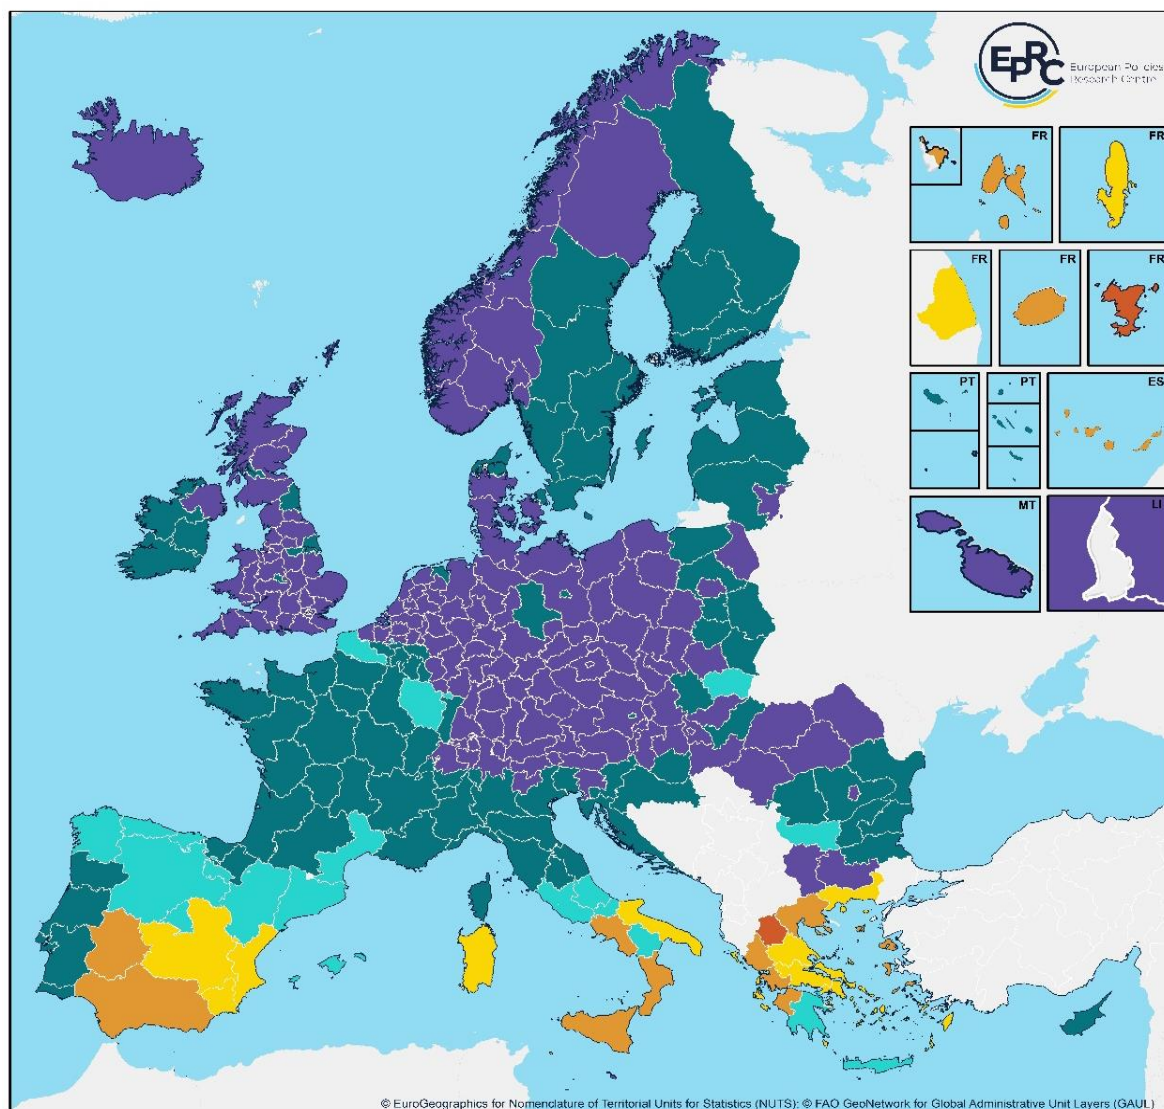 EPRC European Policies
Research Centre
FR
FR
FR
FR
FR
PT
PT
ES
MT
LI
© EuroGeographics for Nomenclature of Territorial Units for Statistics (NUTS); © FAO GeoNetwork for Global Administrative Unit Layers (GAUL)